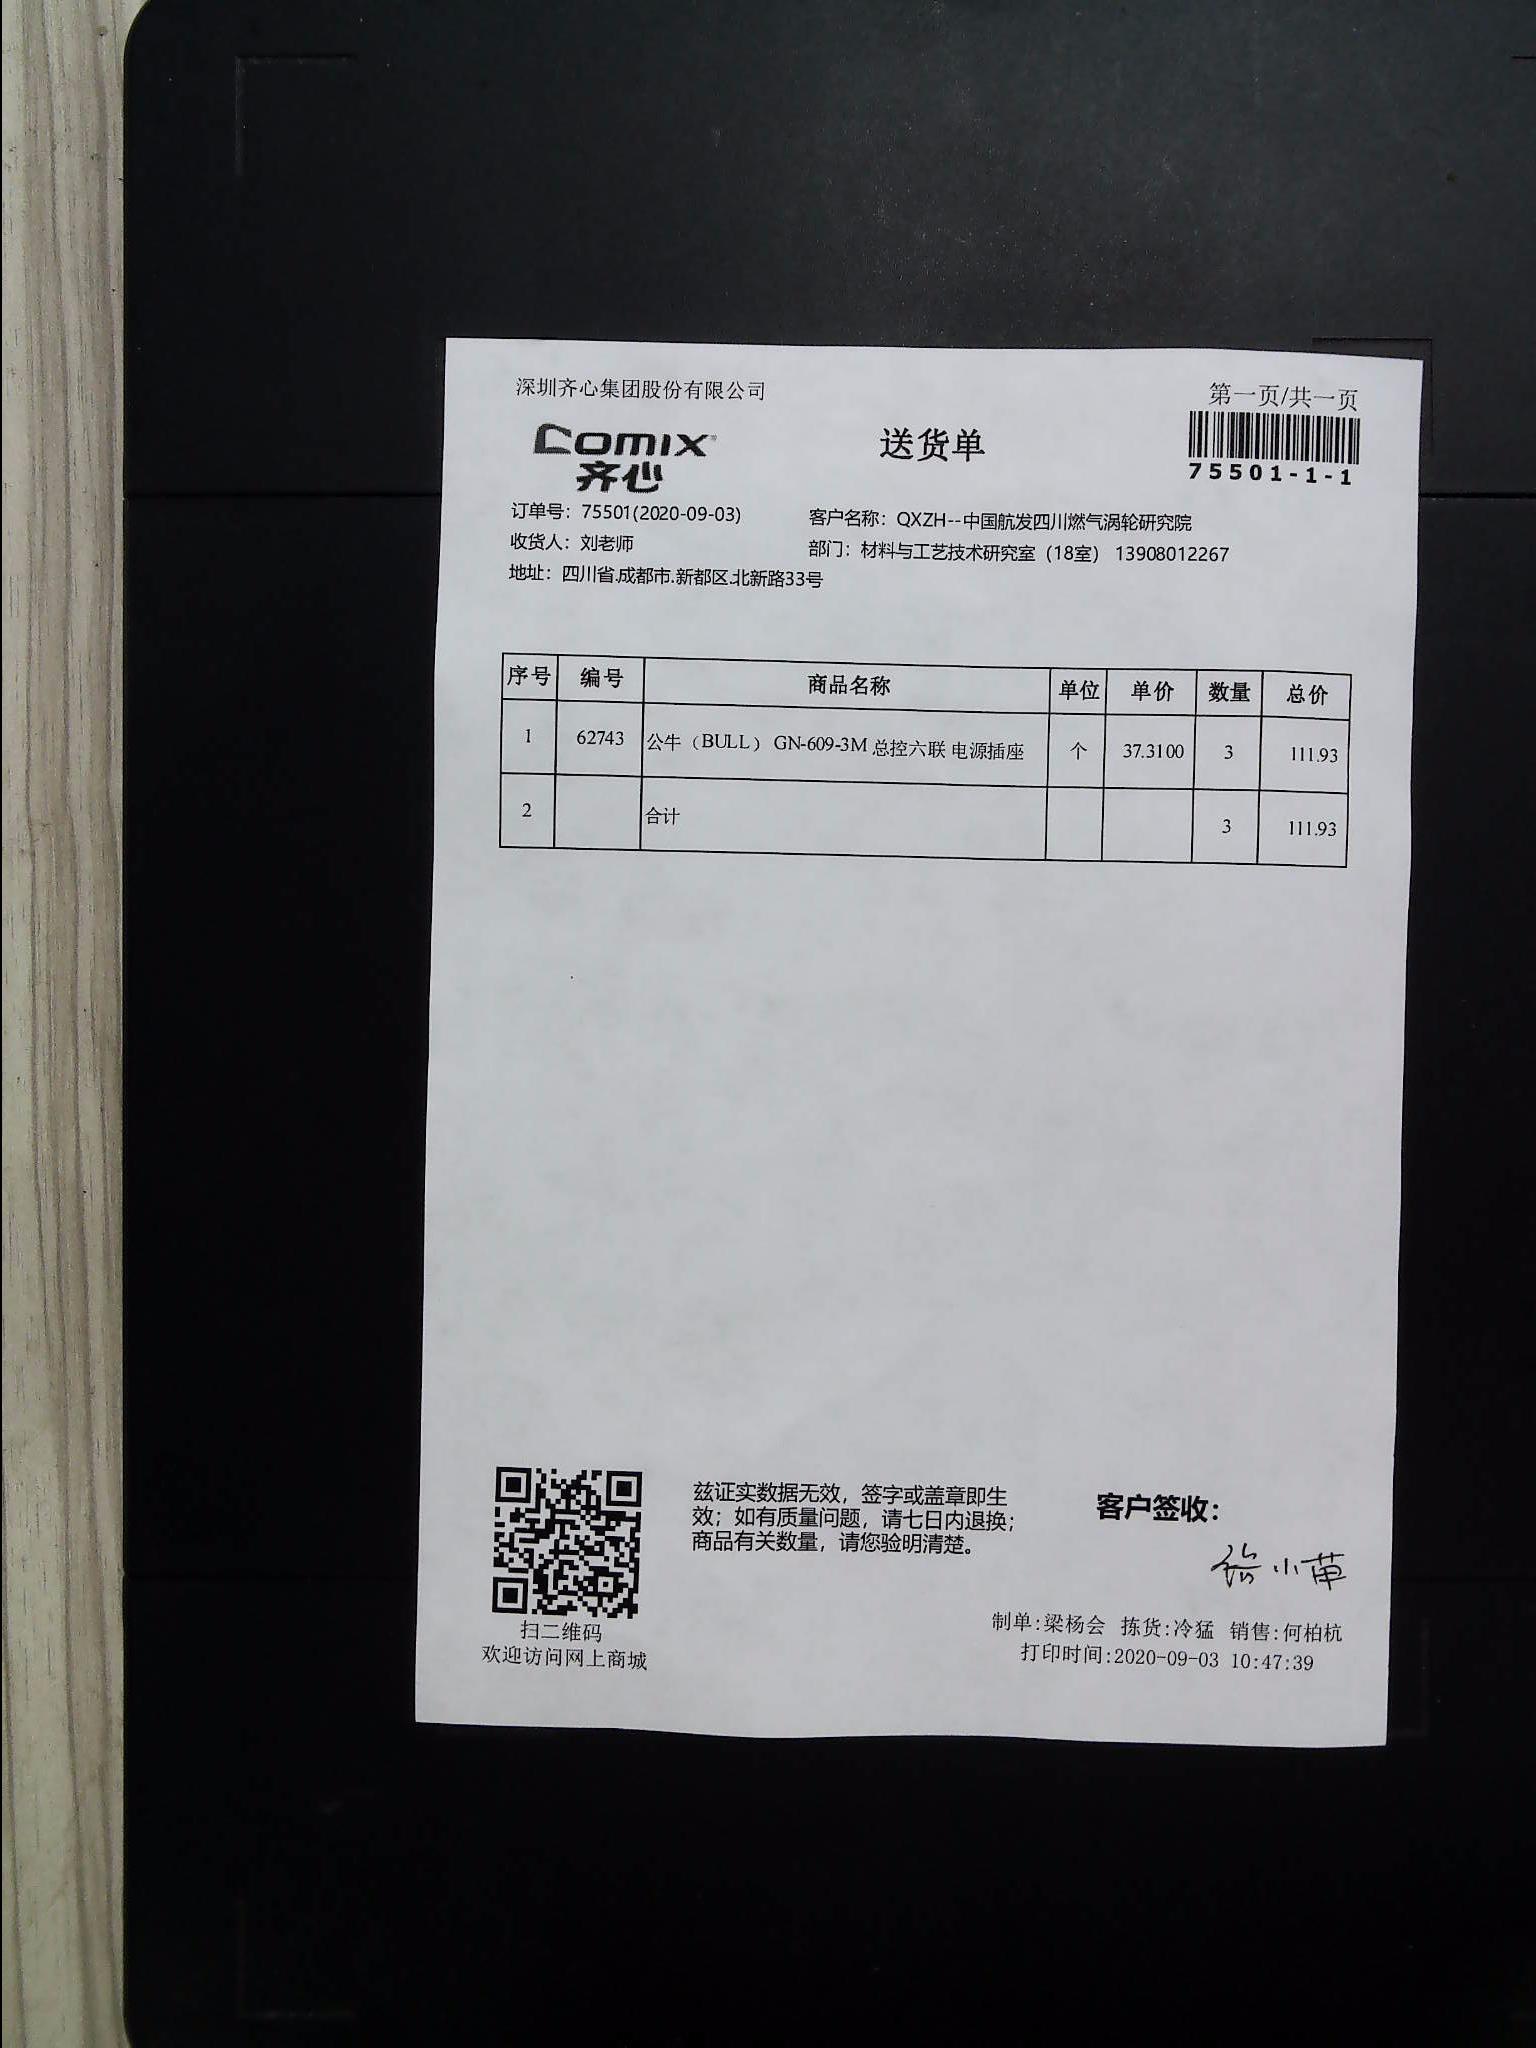 深圳齐心集团股份有限公司
第一页/共一页
comix
齐心
送货单
75501-1-1
订单号：75501(2020-09-03)
客户名称：QXZH--中国航发四川燃气涡轮研究院
收货人：刘老师
部门：材料与工艺技术研究室（18室） 13908012267
地址：四川省.成都市.新都区.北新路33号
序号 编号 商品名称 单位 单价 数量 总价
1 62743 公牛（BULL） GN-609-3M 总控六联 电源插座 个 37.3100 3 111.93
2 合计 3 111.93
兹证实数据无效，签字或盖章即生
效；如有质量问题，请七日内退换；
商品有关数量，请您验明清楚。
客户签收：
扫二维码
欢迎访问网上商城
制单:梁杨会 拣货:冷猛 销售:何柏杭
打印时间:2020-09-03 10:47:39